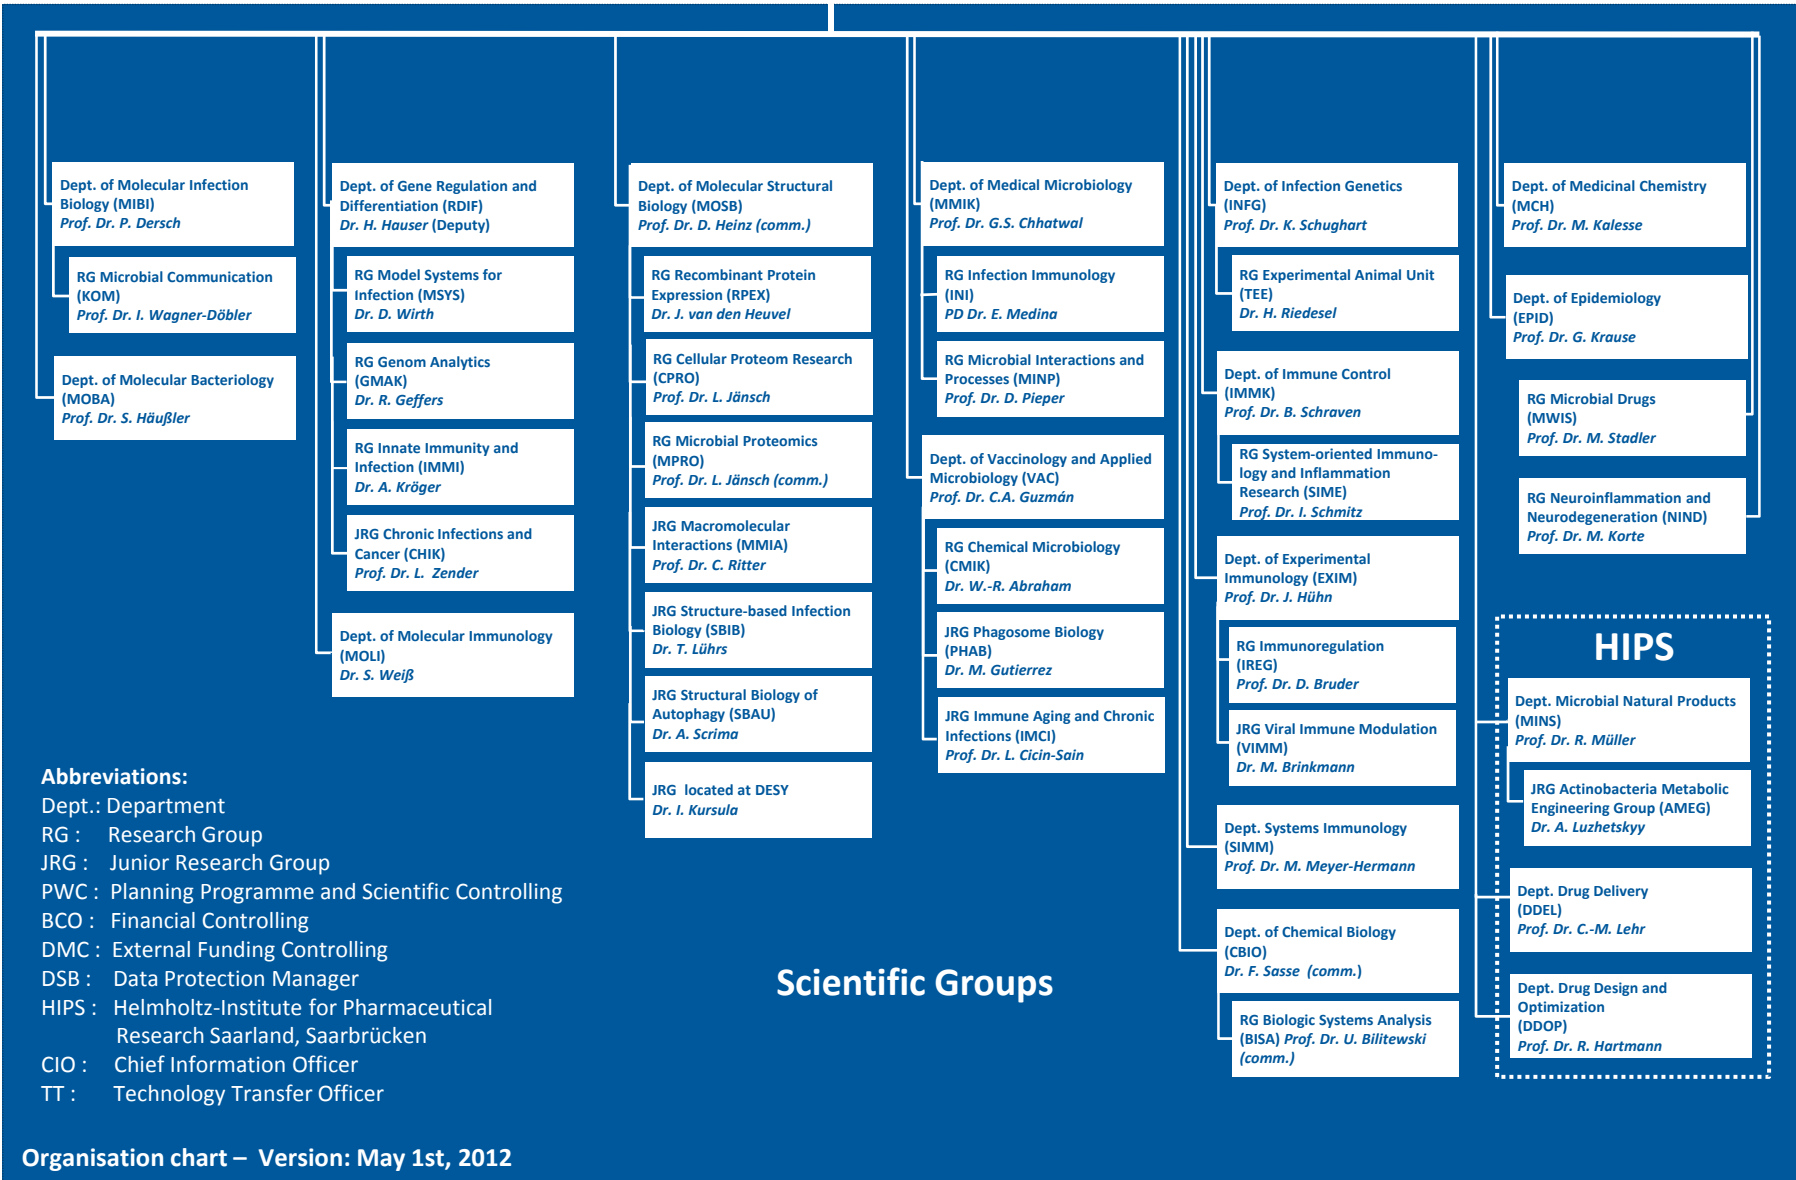 Dept. of Molecular Infection
Biology (MIBI)
Prof. Dr. P. Dersch
RG Microbial Communication
(KOM)
Prof. Dr. I. Wagner-Döbler
Dept. of Molecular Bacteriology
(MOBA)
Prof. Dr. S. Häußler
Dept. of Gene Regulation and
Differentiation (RDIF)
Dr. H. Hauser (Deputy)
RG Model Systems for
Infection (MSYS)
Dr. D. Wirth
RG Genom Analytics
(GMAK)
Dr. R. Geffers
RG Innate Immunity and
Infection (IMMI)
Dr. A. Kröger
JRG Chronic Infections and
Cancer (CHIK)
Prof. Dr. L. Zender
Dept. of Molecular Immunology
(MOLI)
Dr. S. Weiß
Dept. of Molecular Structural
Biology (MOSB)
Prof. Dr. D. Heinz (comm.)
RG Recombinant Protein
Expression (RPEX)
Dr. J. van den Heuvel
RG Cellular Proteom Research
(CPRO)
Prof. Dr. L. Jänsch
RG Microbial Proteomics
(MPRO)
Prof. Dr. L. Jänsch (comm.)
JRG Macromolecular
Interactions (MMIA)
Prof. Dr. C. Ritter
JRG Structure-based Infection
Biology (SBIB)
Dr. T. Lührs
JRG Structural Biology of
Autophagy (SBAU)
Dr. A. Scrima
JRG located at DESY
Dr. I. Kursula
Dept. of Medical Microbiology
(MMIK)
Prof. Dr. G.S. Chhatwal
RG Infection Immunology
(INI)
PD Dr. E. Medina
RG Microbial Interactions and
Processes (MINP)
Prof. Dr. D. Pieper
Dept. of Vaccinology and Applied
Microbiology (VAC)
Prof. Dr. C.A. Guzmán
RG Chemical Microbiology
(CMIK)
Dr. W.-R. Abraham
JRG Phagosome Biology
(PHAB)
Dr. M. Gutierrez
JRG Immune Aging and Chronic
Infections (IMCI)
Prof. Dr. L. Cicin-Sain
Dept. of Infection Genetics
(INFG)
Prof. Dr. K. Schughart
RG Experimental Animal Unit
(TEE)
Dr. H. Riedesel
Dept. of Immune Control
(IMMK)
Prof. Dr. B. Schraven
RG System-oriented Immuno-
logy and Inflammation
Research (SIME)
Prof. Dr. I. Schmitz
Dept. of Experimental
Immunology (EXIM)
Prof. Dr. J. Hühn
RG Immunoregulation
(IREG)
Prof. Dr. D. Bruder
JRG Viral Immune Modulation
(VIMM)
Dr. M. Brinkmann
Dept. Systems Immunology
(SIMM)
Prof. Dr. M. Meyer-Hermann
Dept. of Chemical Biology
(CBIO)
Dr. F. Sasse (comm.)
RG Biologic Systems Analysis
(BISA) Prof. Dr. U. Bilitewski
(comm.)
Dept. of Medicinal Chemistry
(MCH)
Prof. Dr. M. Kalesse
Dept. of Epidemiology
(EPID)
Prof. Dr. G. Krause
RG Microbial Drugs
(MWIS)
Prof. Dr. M. Stadler
RG Neuroinflammation and
Neurodegeneration (NIND)
Prof. Dr. M. Korte
HIPS
Dept. Microbial Natural Products
(MINS)
Prof. Dr. R. Müller
JRG Actinobacteria Metabolic
Engineering Group (AMEG)
Dr. A. Luzhetskyy
Dept. Drug Delivery
(DDEL)
Prof. Dr. C.-M. Lehr
Dept. Drug Design and
Optimization
(DDOP)
Prof. Dr. R. Hartmann
Abbreviations:
Dept.: Department
RG : Research Group
JRG : Junior Research Group
PWC : Planning Programme and Scientific Controlling
BCO : Financial Controlling
DMC : External Funding Controlling
DSB : Data Protection Manager
HIPS : Helmholtz-Institute for Pharmaceutical
Research Saarland, Saarbrücken
CIO : Chief Information Officer
TT : Technology Transfer Officer
Scientific Groups
Organisation chart – Version: May 1st, 2012